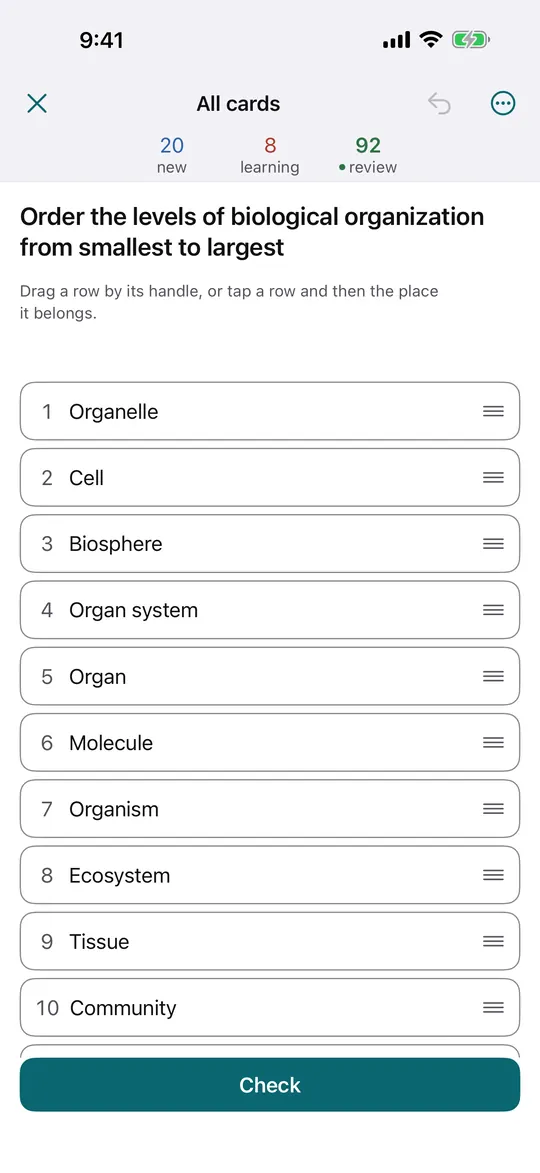 9:41
All cards
20 8 92
new learning review
Order the levels of biological organization
from smallest to largest
Drag a row by its handle, or tap a row and then the place
it belongs.
1 Organelle
2 Cell
3 Biosphere
4 Organ system
5 Organ
6 Molecule
7 Organism
8 Ecosystem
9 Tissue
10 Community
Check